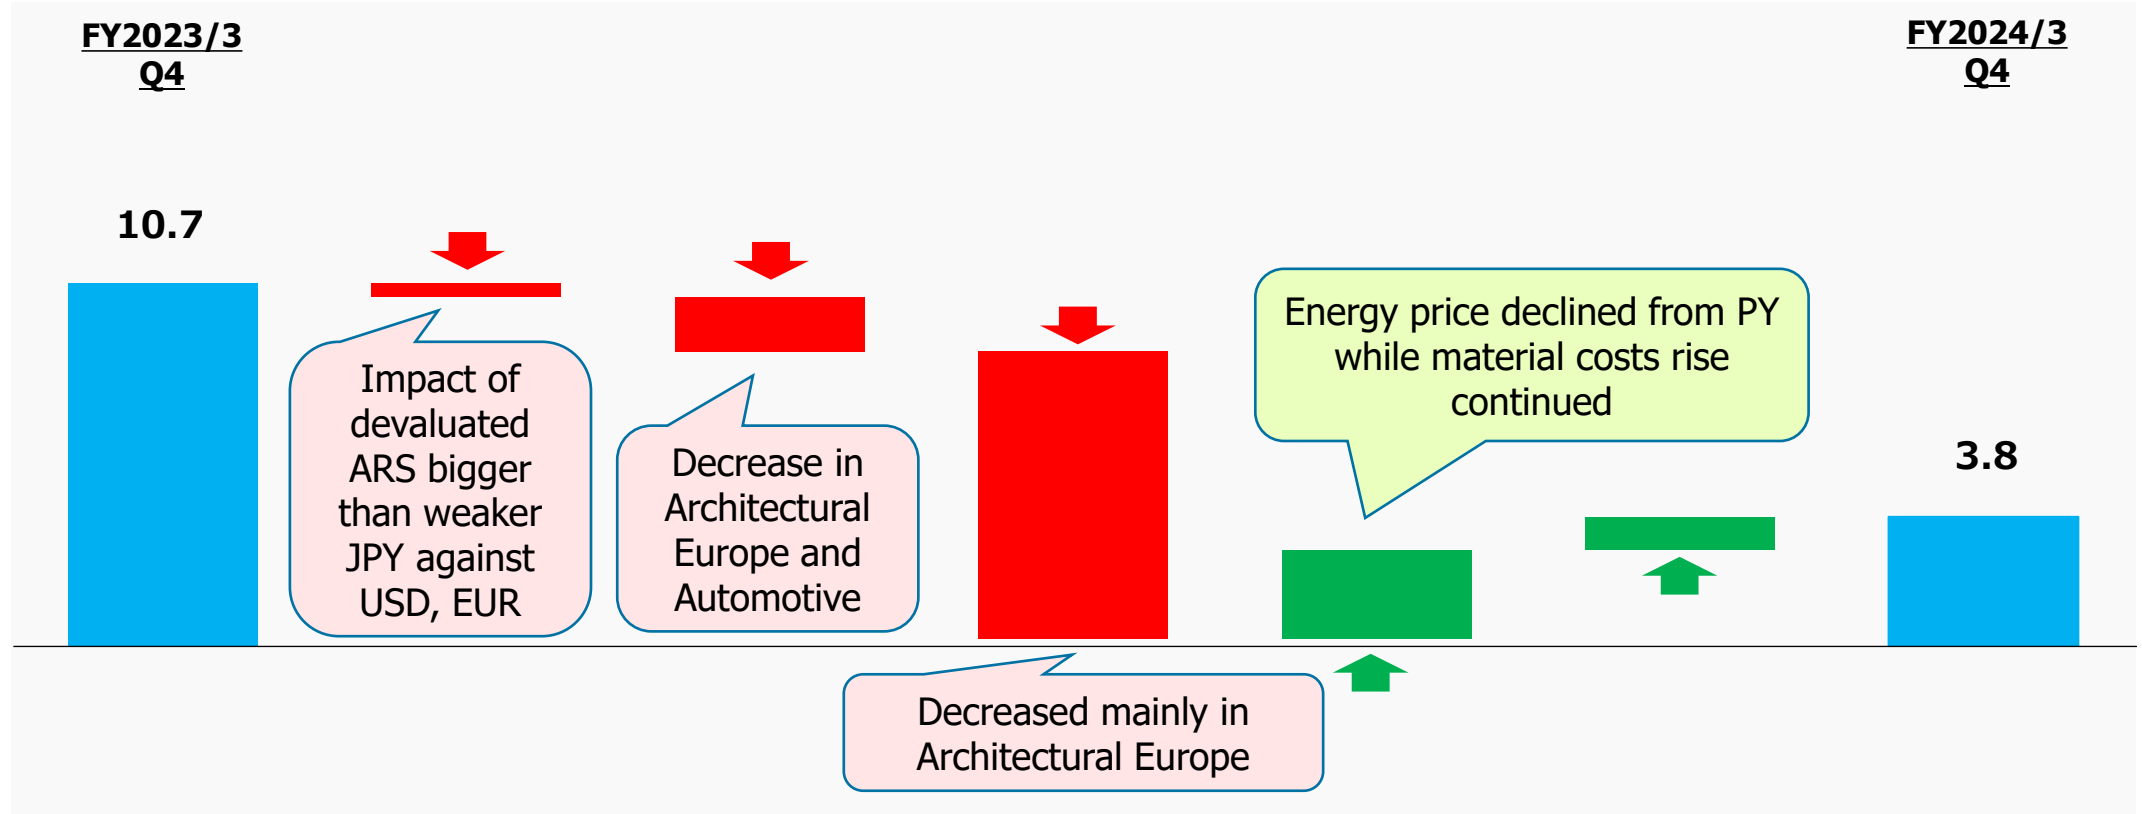 FY2023/3
Q4
FY2024/3
Q4
10.7
Impact of
devaluated
ARS bigger
than weaker
JPY against
USD, EUR
Decrease in
Architectural
Europe and
Automotive
Decreased mainly in
Architectural Europe
Energy price declined from PY
while material costs rise
continued
3.8